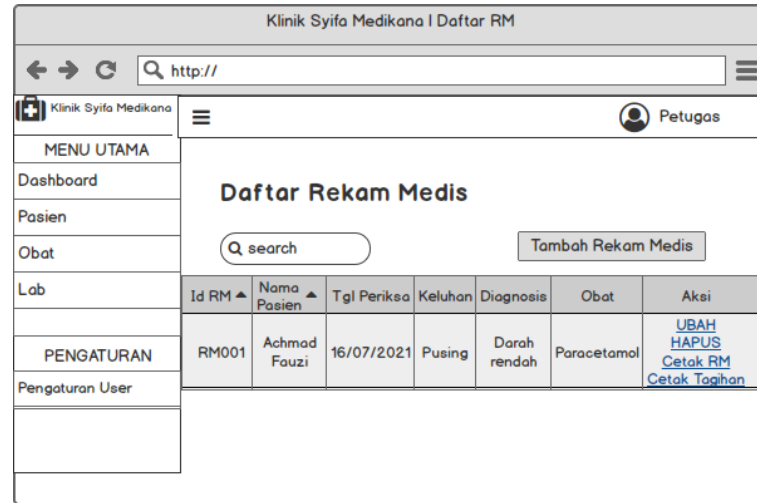 Klinik Syifa Medikana | Daftar RM
http://
Klinik Syifa Medikana
Petugas
MENU UTAMA
Dashboard
Pasien
Obat
Lab
PENGATURAN
Pengaturan User
Daftar Rekam Medis
search
Tambah Rekam Medis
Id RM Nama Pasien Tgl Periksa Keluhan Diagnosis Obat Aksi
RM001 Achmad Fauzi 16/07/2021 Pusing Darah rendah Paracetamol
UBAH
HAPUS
Cetak RM
Cetak Tagihan